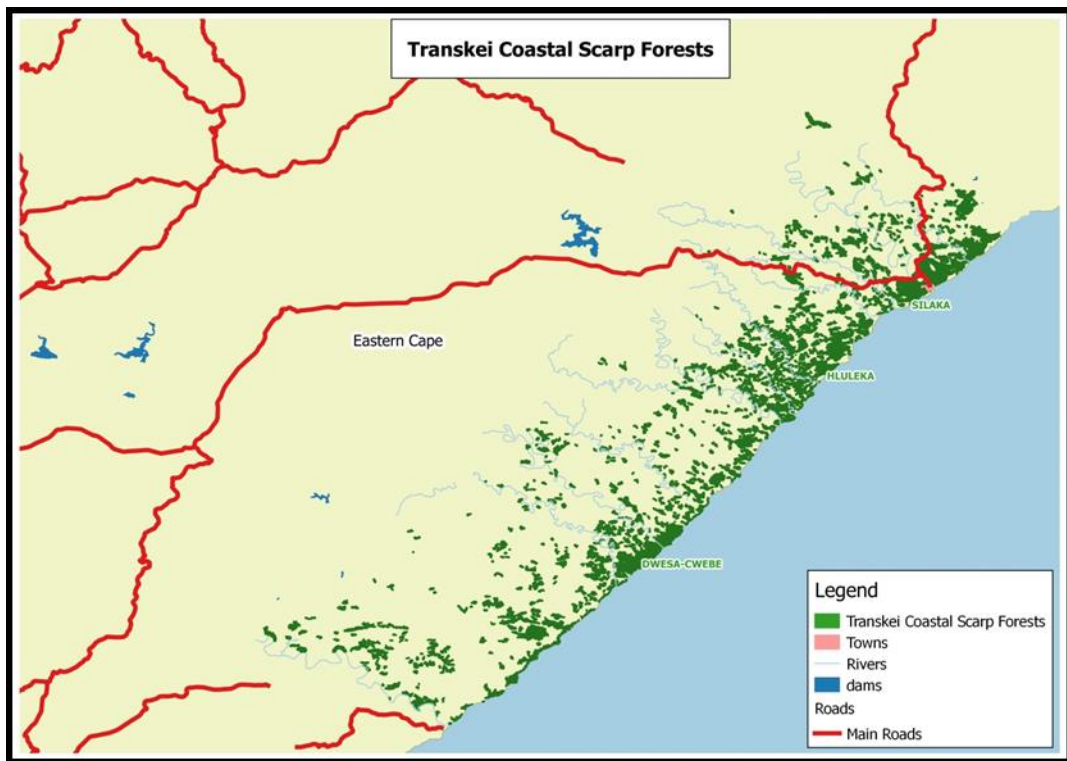 Transkei Coastal Scarp Forests
SILAKA
Eastern Cape
HLULEKA
DWESA-CWEBE
Legend
Transkei Coastal Scarp Forests
Towns
Rivers
dams
Roads
Main Roads